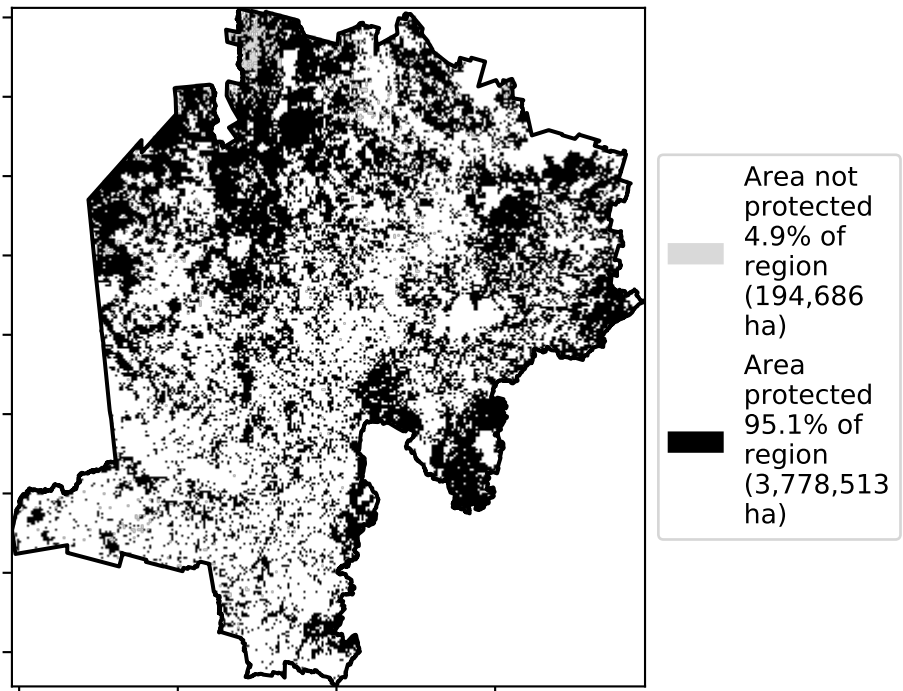 Area not
protected
4.9% of
region
(194,686
ha)
Area
protected
95.1% of
region
(3,778,513
ha)